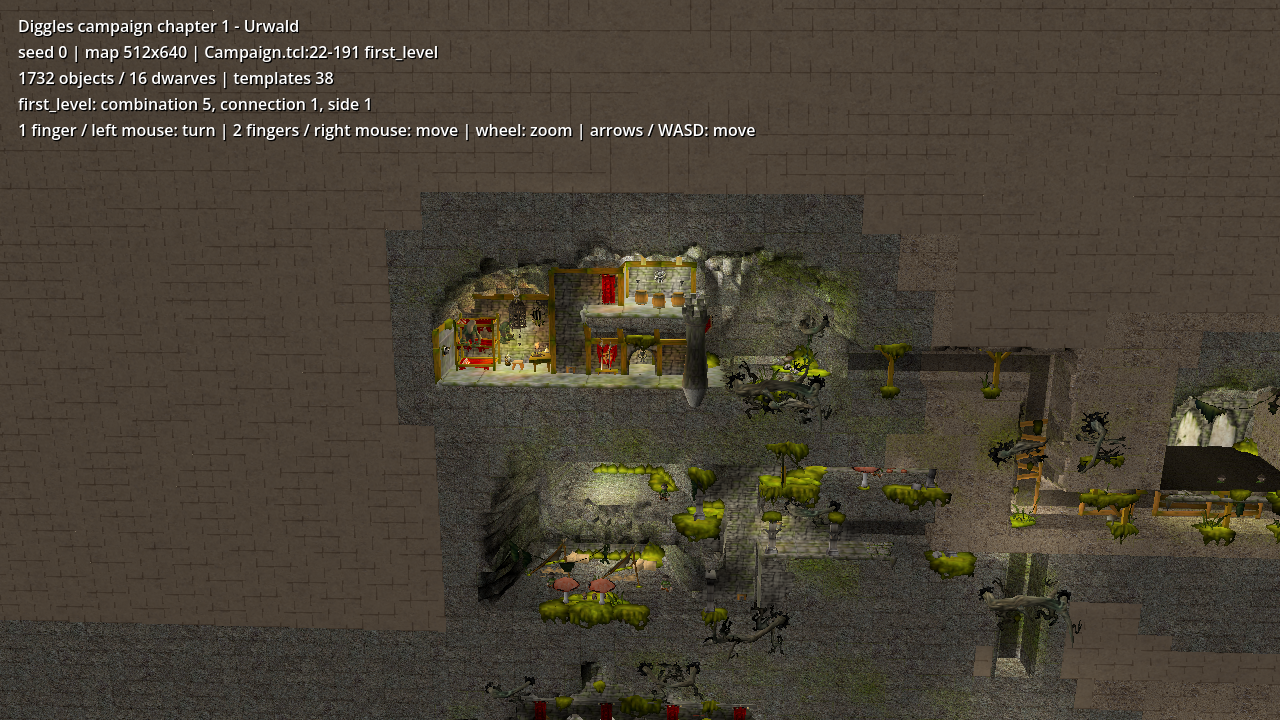 Diggles campaign chapter 1 - Urwald
seed 0 | map 512x640 | Campaign.tcl:22-191 first_level
1732 objects / 16 dwarves | templates 38
first_level: combination 5, connection 1, side 1
1 finger / left mouse: turn | 2 fingers / right mouse: move | wheel: zoom | arrows / WASD: move